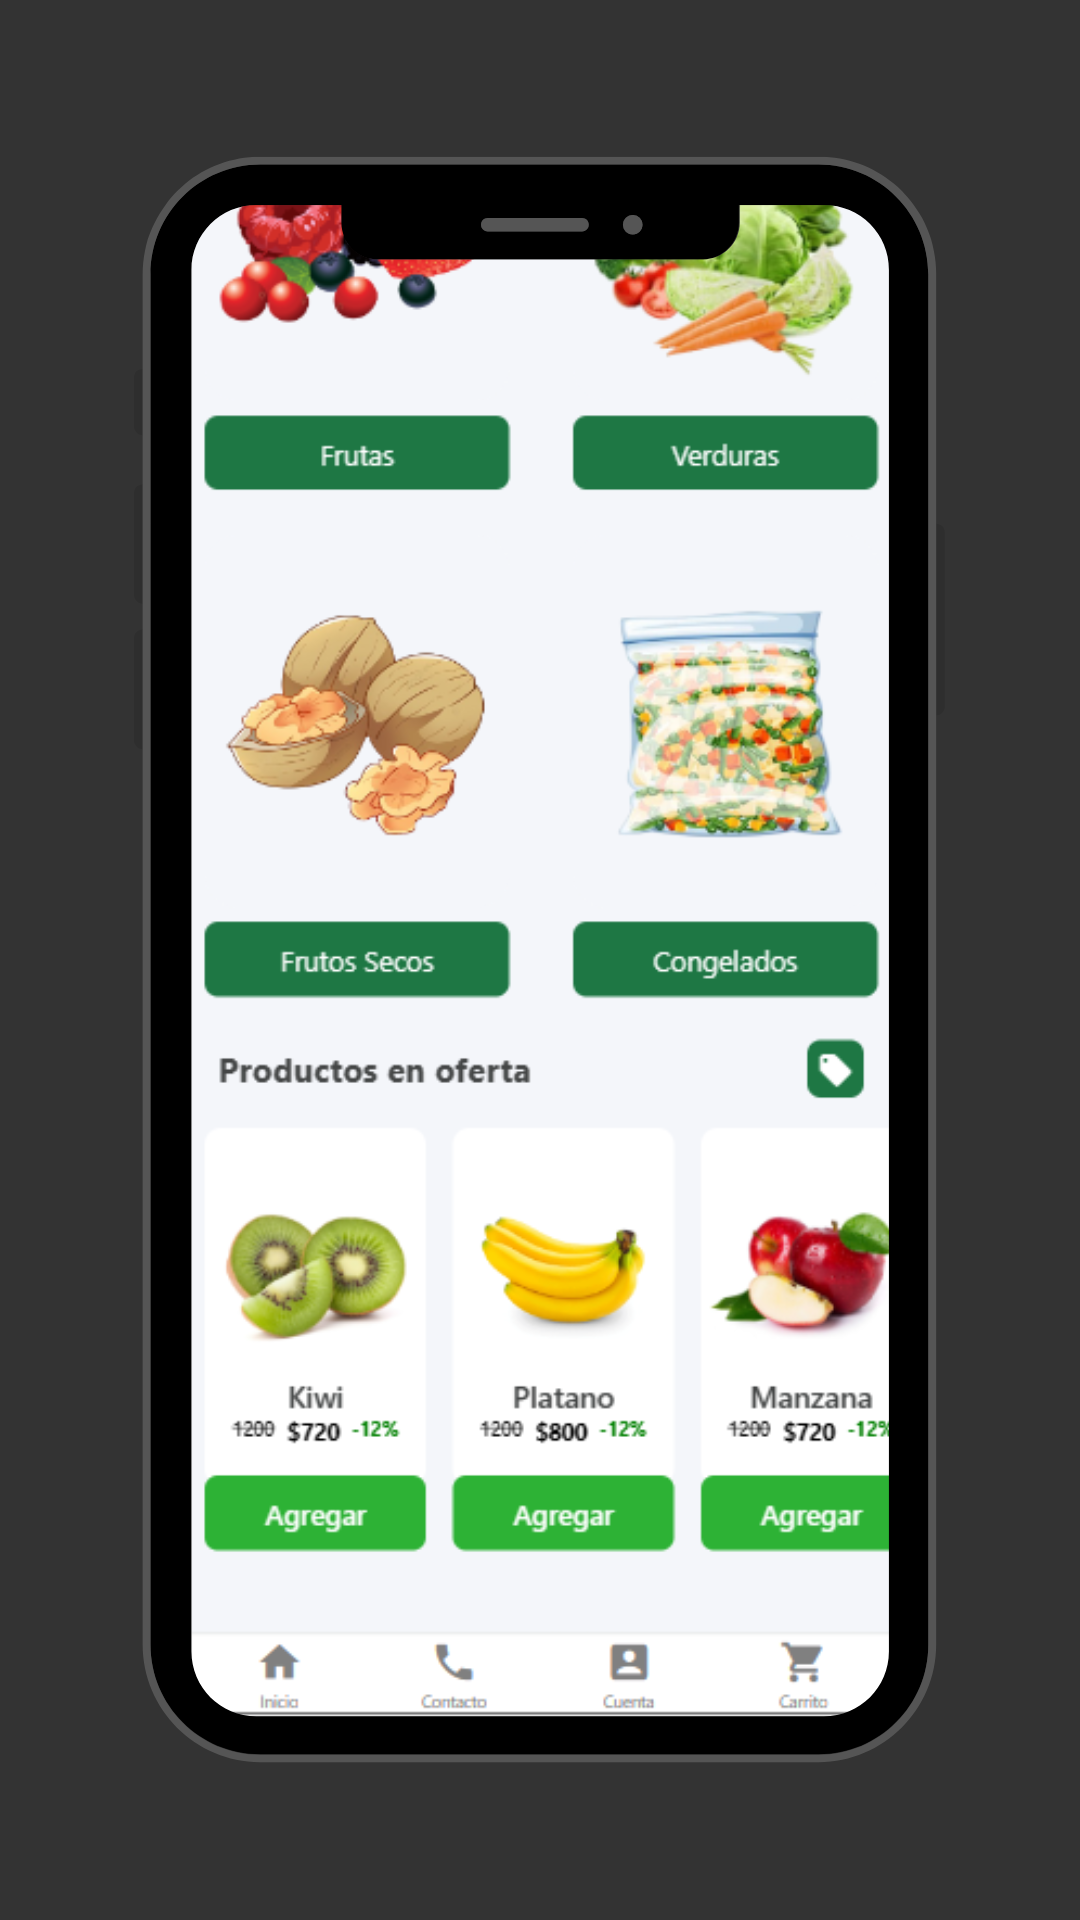 Frutas Verduras
Frutos Secos Congelados
Productos en oferta
Kiwi Platano Manzana
1200 $720 -12% 1200 $800 -12% 1200 $720 -12%
Agregar Agregar Agregar
Inicio Contacto Cuenta Carrito